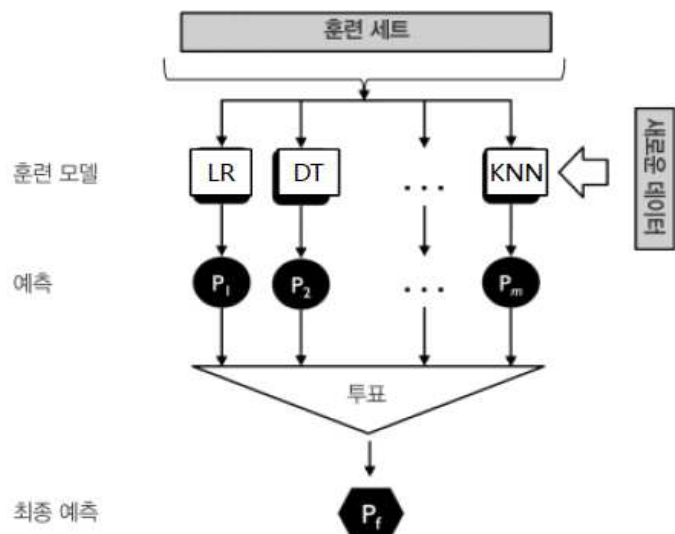 훈련 세트
새로운 데이터
훈련 모델
LR
DT
...
KNN
예측
P1
P2
...
Pm
투표
최종 예측
Pf